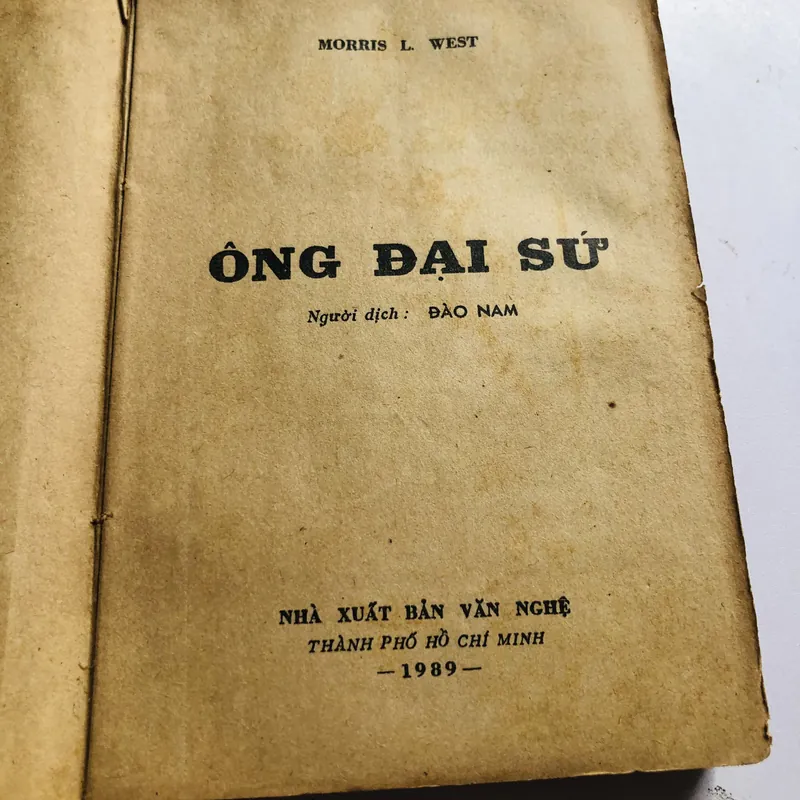 MORRIS L. WEST
ÔNG ĐẠI SỨ
Người dịch : ĐÀO NAM
NHÀ XUẤT BẢN VĂN NGHỆ
THÀNH PHỐ HỒ CHÍ MINH
— 1989 —